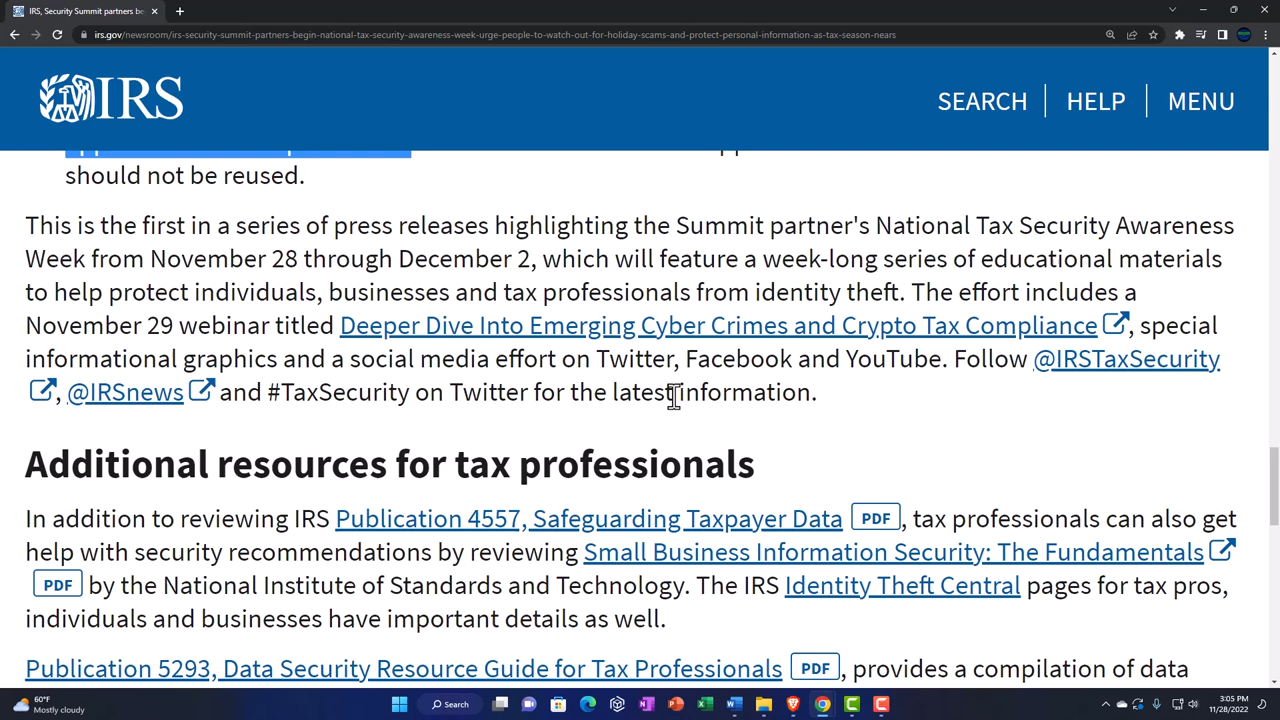 IRS, Security Summit partners be
irs.gov/newsroom/irs-security-summit-partners-begin-national-tax-security-awareness-week-urge-people-to-watch-out-for-holiday-scams-and-protect-personal-information-as-tax-season-nears
IRS
SEARCH
HELP
MENU
should not be reused.
This is the first in a series of press releases highlighting the Summit partner's National Tax Security Awareness
Week from November 28 through December 2, which will feature a week-long series of educational materials
to help protect individuals, businesses and tax professionals from identity theft. The effort includes a
November 29 webinar titled Deeper Dive Into Emerging Cyber Crimes and Crypto Tax Compliance, special
informational graphics and a social media effort on Twitter, Facebook and YouTube. Follow @IRSTaxSecurity
, @IRSnews and #TaxSecurity on Twitter for the latest information.
Additional resources for tax professionals
In addition to reviewing IRS Publication 4557, Safeguarding Taxpayer Data PDF, tax professionals can also get
help with security recommendations by reviewing Small Business Information Security: The Fundamentals
PDF by the National Institute of Standards and Technology. The IRS Identity Theft Central pages for tax pros,
individuals and businesses have important details as well.
Publication 5293, Data Security Resource Guide for Tax Professionals PDF, provides a compilation of data
60°F
Mostly cloudy
Search
3:05 PM
11/28/2022